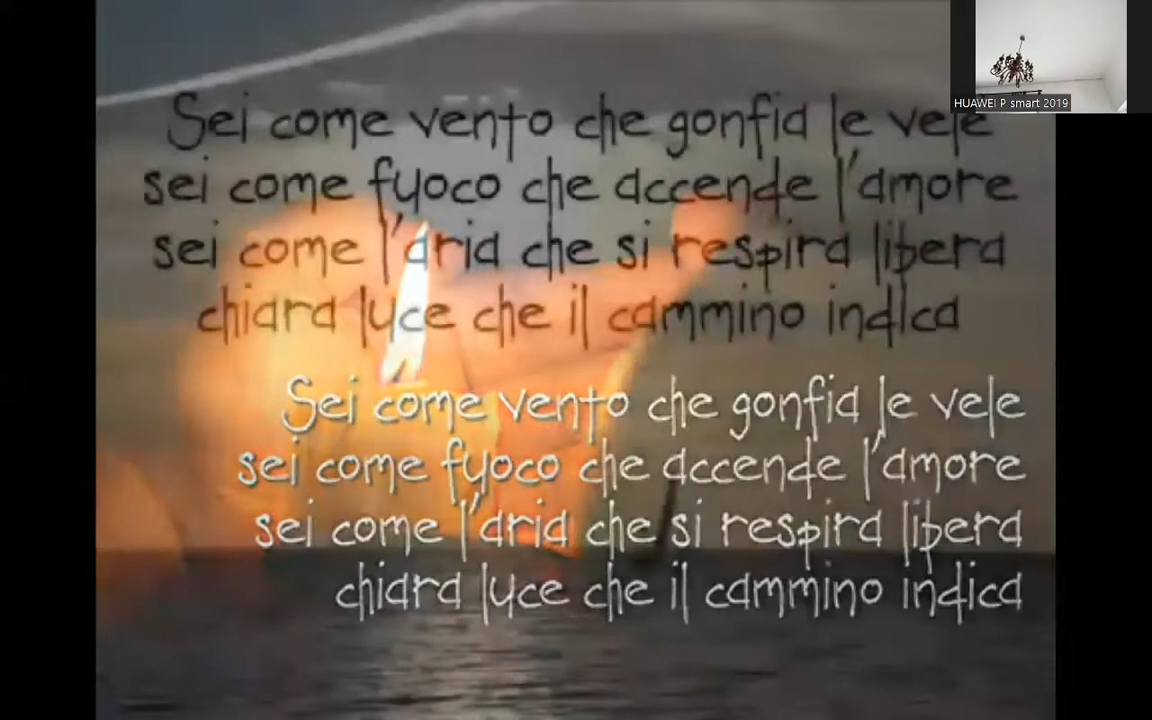 HUAWEI P smart 2019
Sei come vento che gonfia le vele
sei come fuoco che accende l'amore
sei come l'aria che si respira libera
chiara luce che il cammino indica
Sei come vento che gonfia le vele
sei come fuoco che accende l'amore
sei come l'aria che si respira libera
chiara luce che il cammino indica